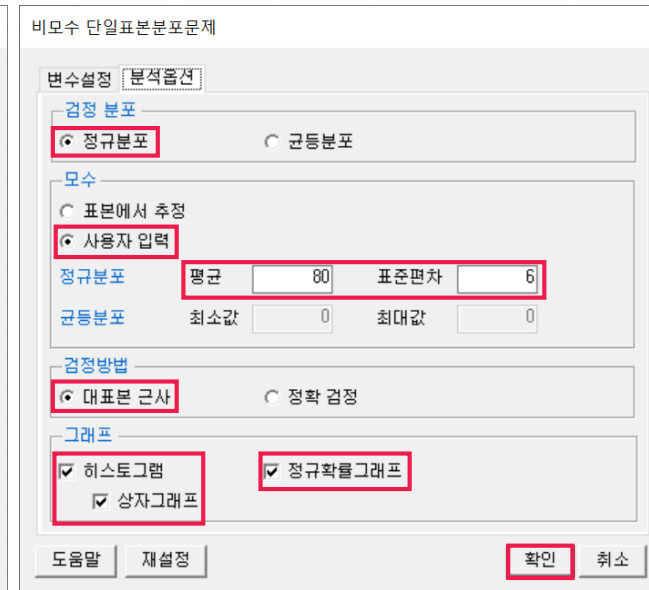 비모수 단일표본분포문제
변수설정 분석옵션
검정 분포
정규분포 균등분포
모수
표본에서 추정
사용자 입력
정규분포 평균 80 표준편차 6
균등분포 최소값 0 최대값 0
검정방법
대표본 근사 정확 검정
그래프
히스토그램 정규확률그래프
상자그래프
도움말 재설정 확인 취소